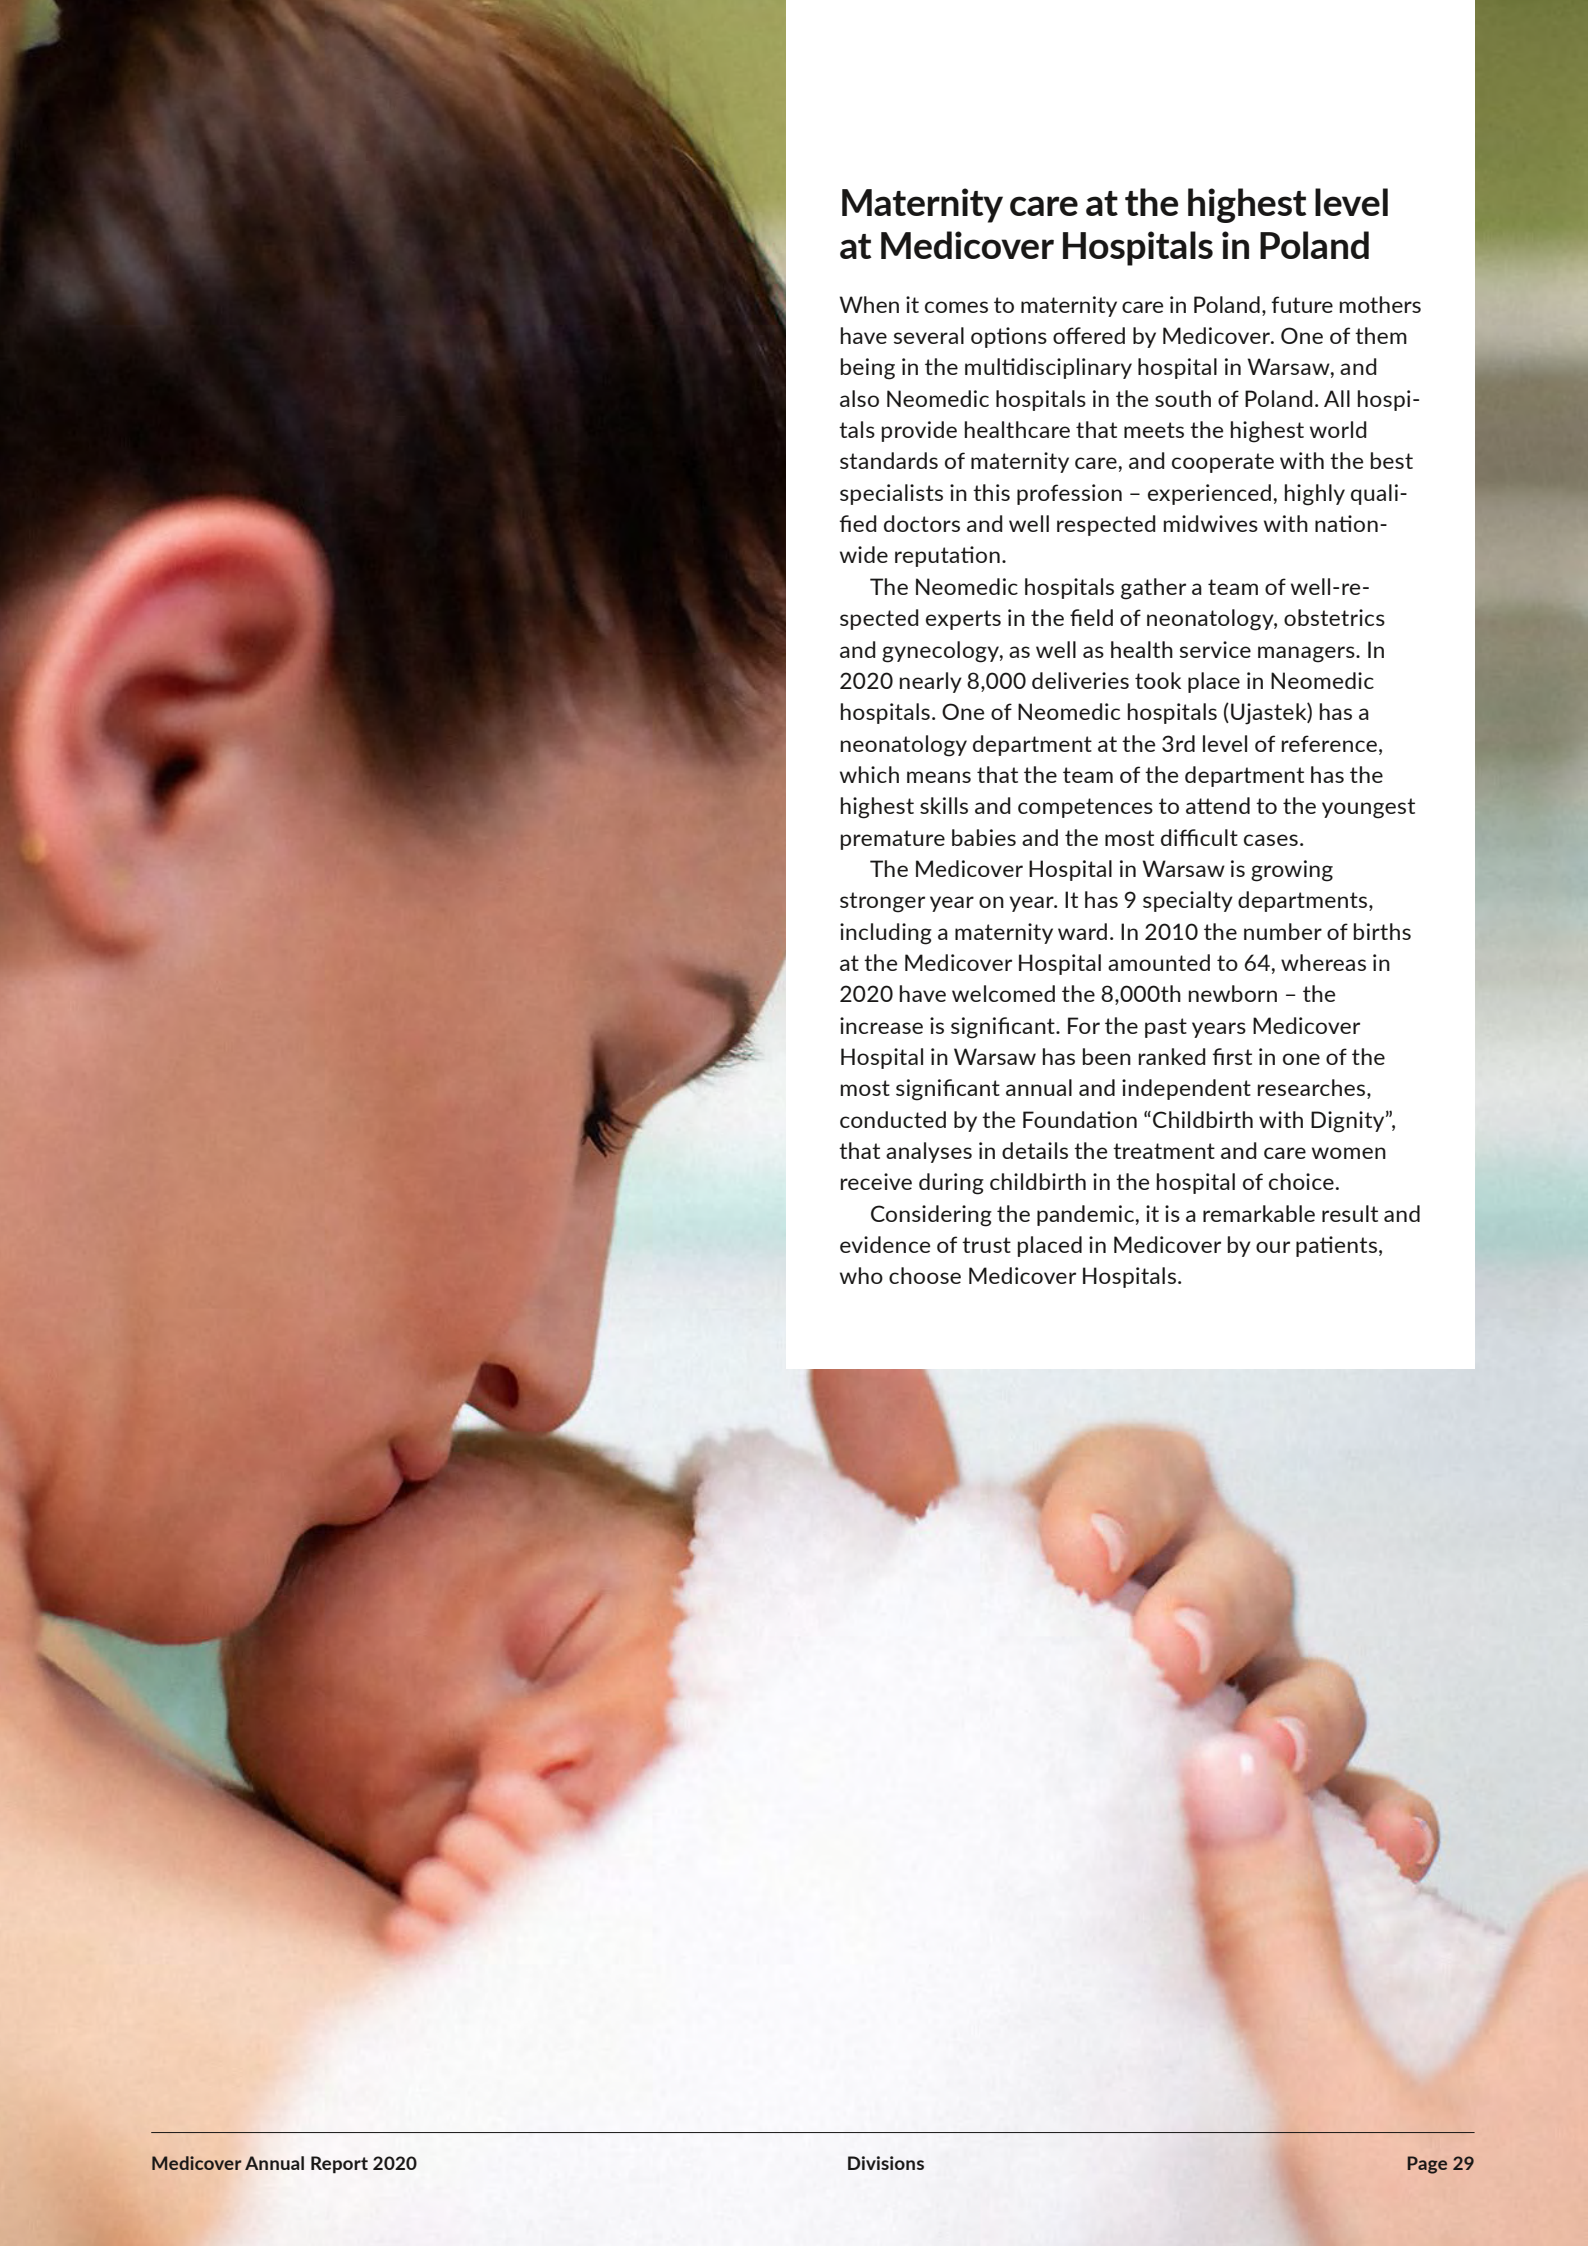 Maternity care at the highest level
at Medicover Hospitals in Poland
When it comes to maternity care in Poland, future mothers
have several options offered by Medicover. One of them
being in the multidisciplinary hospital in Warsaw, and
also Neomedic hospitals in the south of Poland. All hospi-
tals provide healthcare that meets the highest world
standards of maternity care, and cooperate with the best
specialists in this profession – experienced, highly quali-
fied doctors and well respected midwives with nation-
wide reputation.
The Neomedic hospitals gather a team of well-re-
spected experts in the field of neonatology, obstetrics
and gynecology, as well as health service managers. In
2020 nearly 8,000 deliveries took place in Neomedic
hospitals. One of Neomedic hospitals (Ujastek) has a
neonatology department at the 3rd level of reference,
which means that the team of the department has the
highest skills and competences to attend to the youngest
premature babies and the most difficult cases.
The Medicover Hospital in Warsaw is growing
stronger year on year. It has 9 specialty departments,
including a maternity ward. In 2010 the number of births
at the Medicover Hospital amounted to 64, whereas in
2020 have welcomed the 8,000th newborn – the
increase is significant. For the past years Medicover
Hospital in Warsaw has been ranked first in one of the
most significant annual and independent researches,
conducted by the Foundation “Childbirth with Dignity”,
that analyses in details the treatment and care women
receive during childbirth in the hospital of choice.
Considering the pandemic, it is a remarkable result and
evidence of trust placed in Medicover by our patients,
who choose Medicover Hospitals.
Medicover Annual Report 2020
Divisions
Page 29